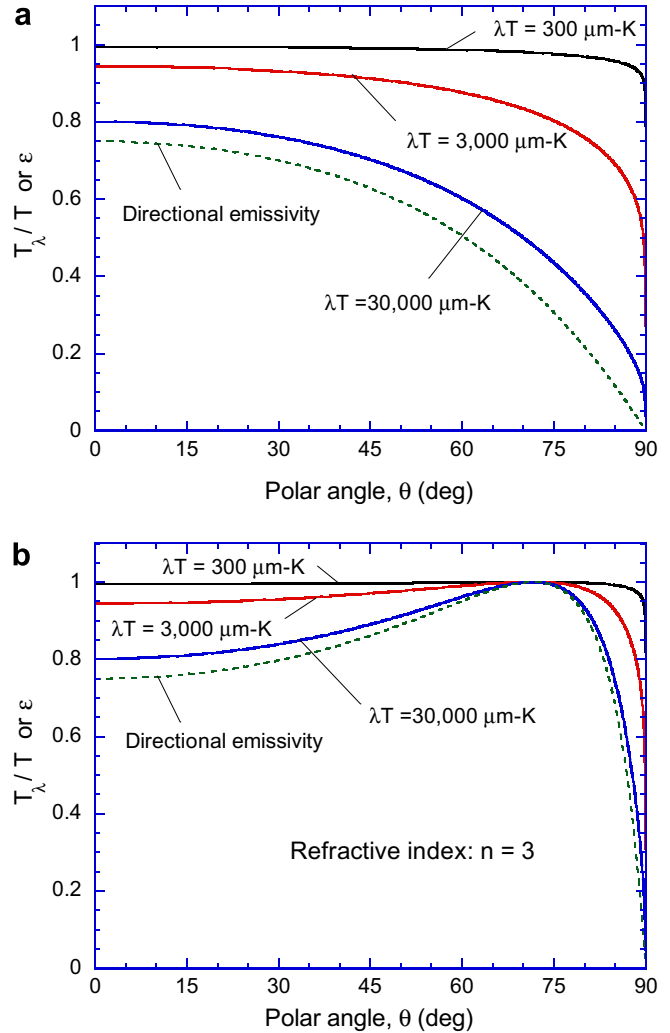 a
λT = 300 μm-K
λT = 3,000 μm-K
Directional emissivity
λT =30,000 μm-K
T_λ / T or ε
1
0.8
0.6
0.4
0.2
0
0 15 30 45 60 75 90
Polar angle, θ (deg)
b
λT = 300 μm-K
λT = 3,000 μm-K
λT =30,000 μm-K
Directional emissivity
Refractive index: n = 3
T_λ / T or ε
1
0.8
0.6
0.4
0.2
0
0 15 30 45 60 75 90
Polar angle, θ (deg)